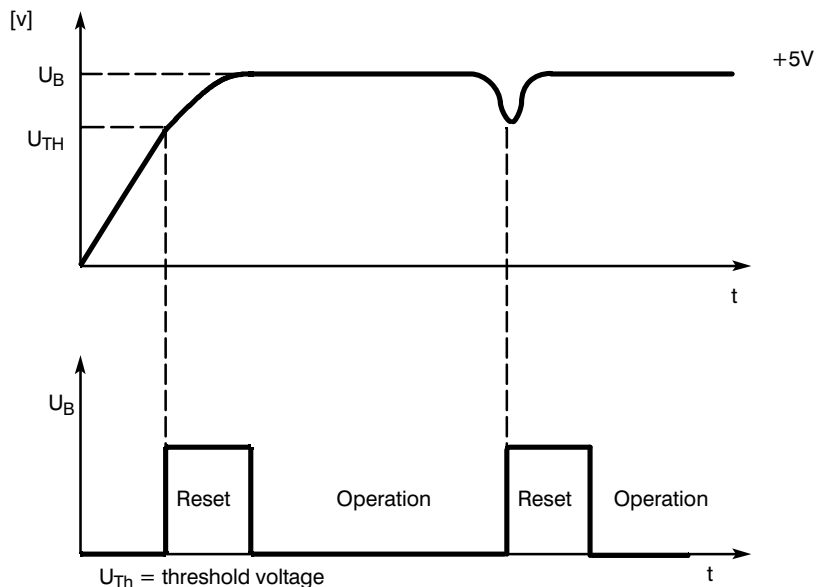 [v]
U_B
+5V
U_TH
t
U_B
Reset
Operation
Reset
Operation
t
U_Th = threshold voltage